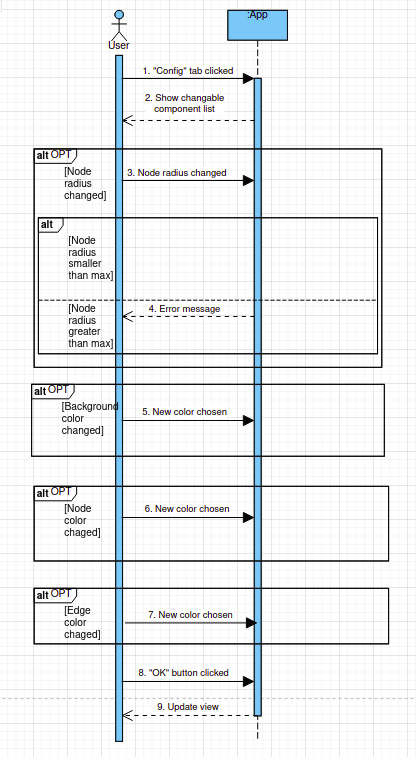 :App
User
1. "Config" tab clicked
2. Show changable
component list
alt OPT
[Node
radius
changed]
3. Node radius changed
alt
[Node
radius
smaller
than max]
[Node
radius
greater
than max]
4. Error message
alt OPT
[Background
color
changed]
5. New color chosen
alt OPT
[Node
color
chaged]
6. New color chosen
alt OPT
[Edge
color
chaged]
7. New color chosen
8. "OK" button clicked
9. Update view